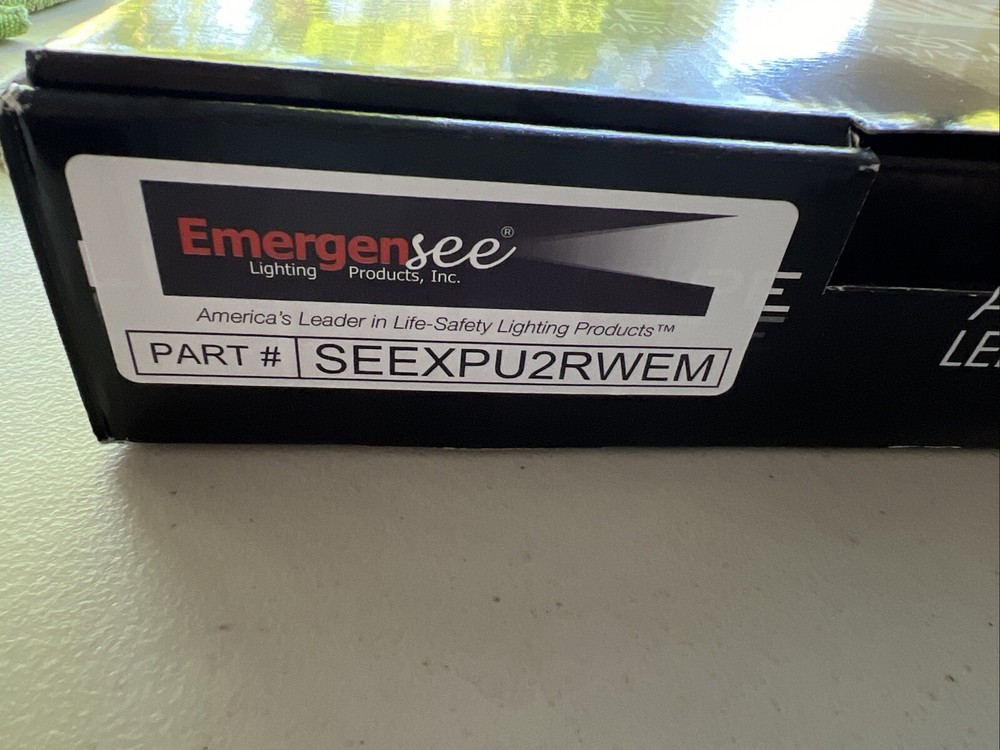 Emergensee®
Lighting Products, Inc.
America's Leader in Life-Safety Lighting Products™
PART # SEEXPU2RWEM